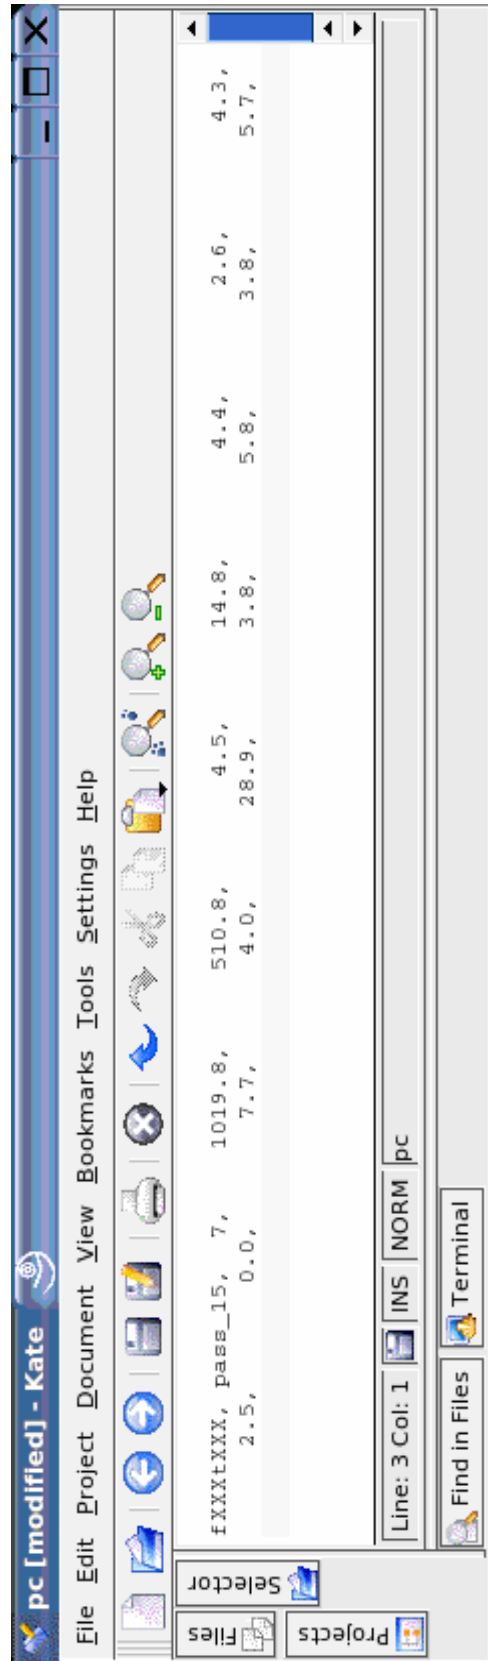 pc [modified] - Kate
File Edit Project Document View Bookmarks Tools Settings Help
Selector
Files
Projects
fXXXtXXX, pass_15, 7, 1019.8, 510.8, 4.5, 14.8, 4.4, 2.6, 4.3,
2.5, 0.0, 7.7, 4.0, 28.9, 3.8, 5.8, 3.8, 5.7,
Line: 3 Col: 1 INS NORM pc
Find in Files Terminal